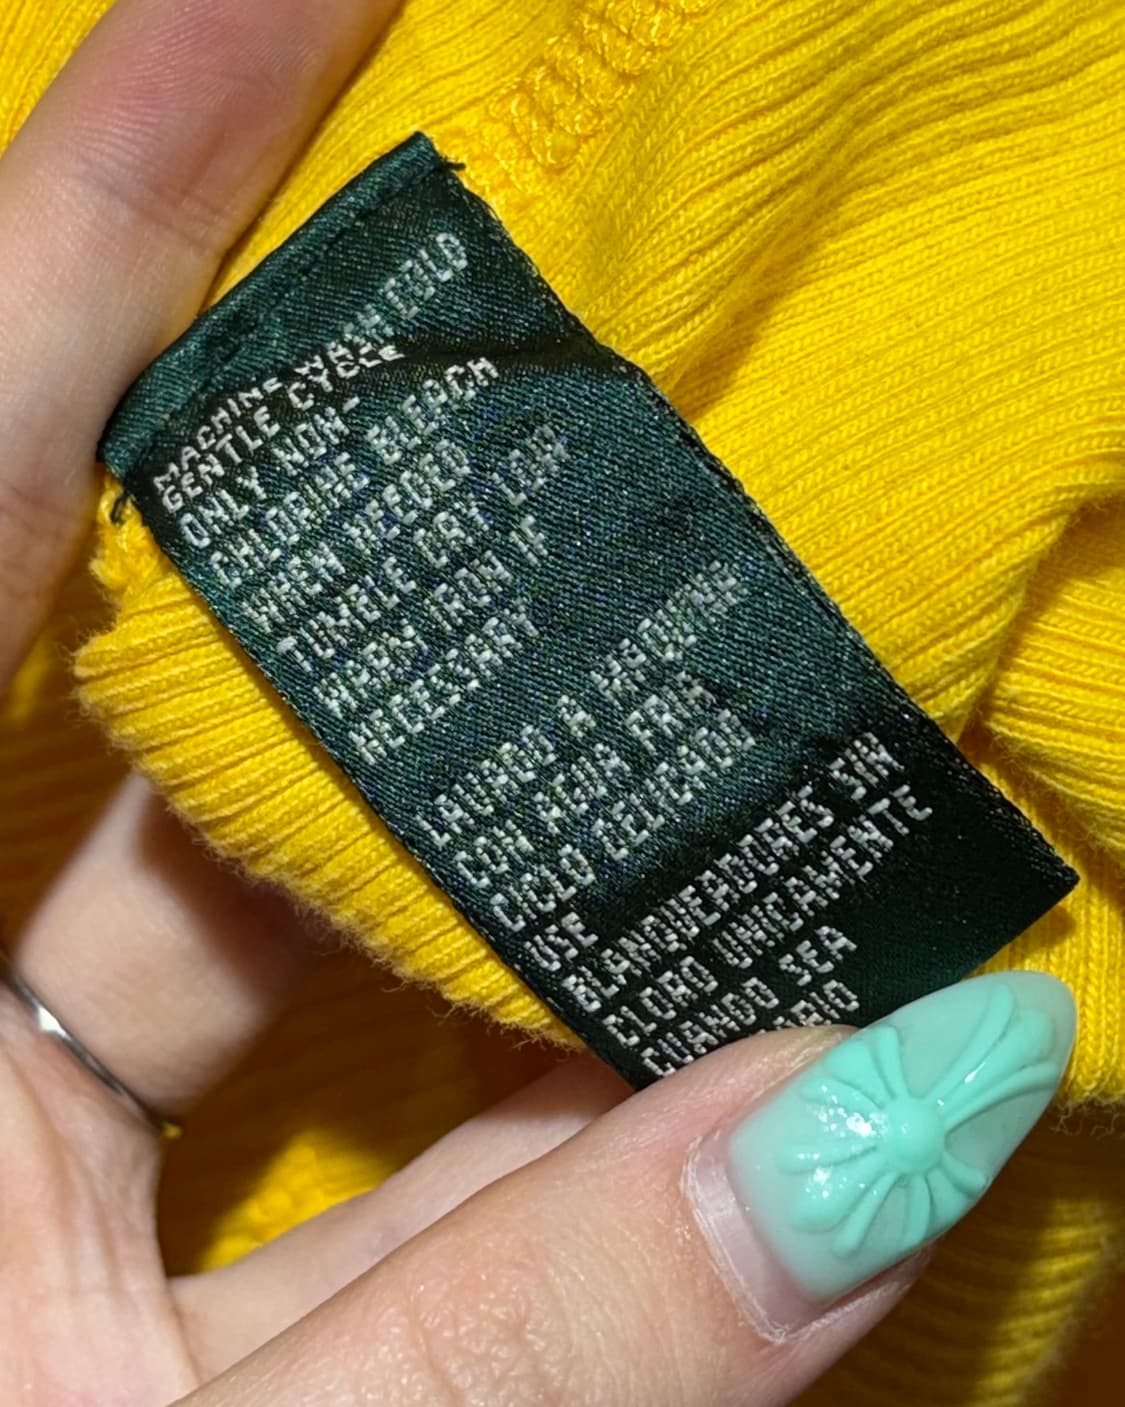 MACHINE WASH COLD
GENTLE CYCLE
ONLY NON-
CHLORINE BLEACH
WHEN NEEDED
TUMBLE DRY LOW
WARM IRON IF
NECESSARY
LAVADO A MAQUINE
CON AGUA FRIA
CICLO DELICADO
USE
BLANQUEADORES SIN
CLORO UNICAMENTE
CUANDO SEA